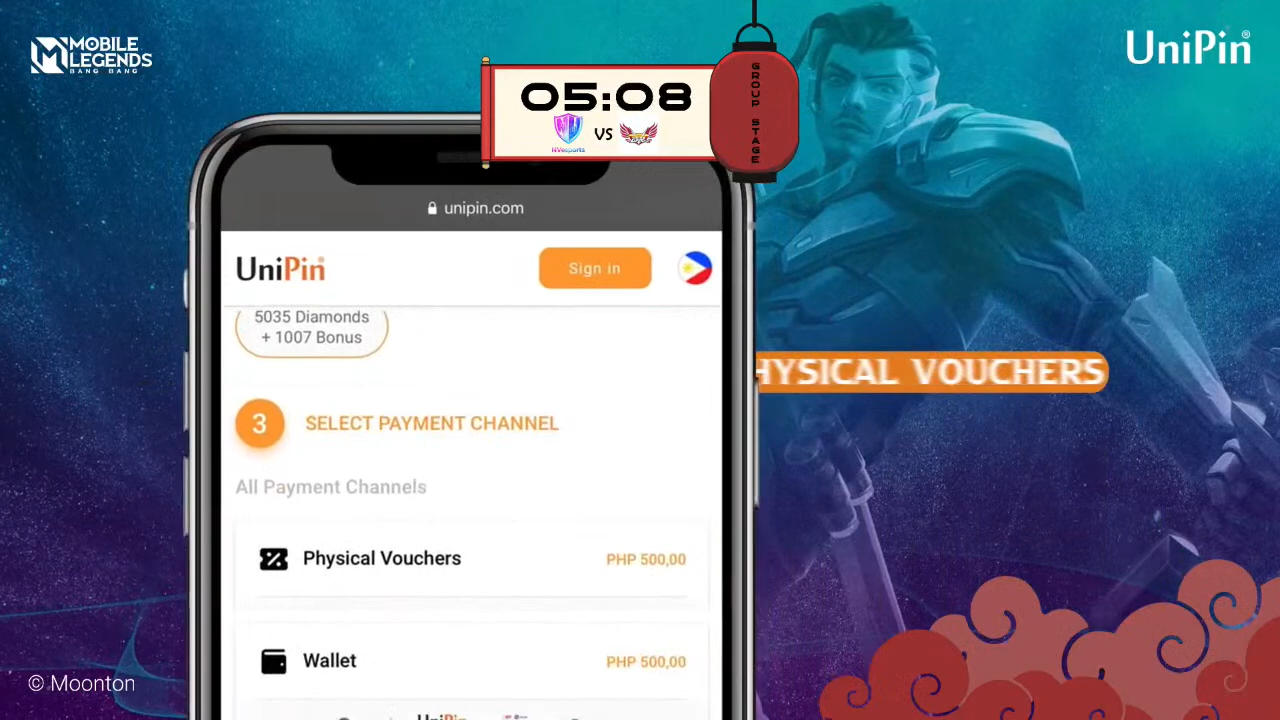 MOBILE
LEGENDS
BANG BANG
UniPin®
05:08
VS
GROUP STAGE
unipin.com
UniPin
Sign in
5035 Diamonds
+ 1007 Bonus
HYSICAL VOUCHERS
3
SELECT PAYMENT CHANNEL
All Payment Channels
Physical Vouchers
PHP 500,00
Wallet
PHP 500,00
UniPin
© Moonton